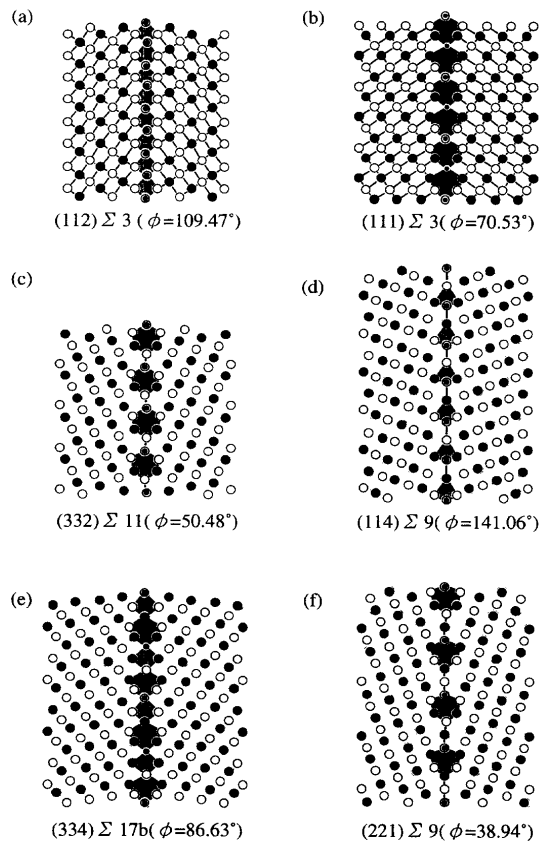 (a)
(b)
(112) Σ 3 ( ϕ=109.47°)
(111) Σ 3( ϕ=70.53°)
(c)
(d)
(332) Σ 11( ϕ=50.48°)
(114) Σ 9( ϕ=141.06°)
(e)
(f)
(334) Σ 17b( ϕ=86.63°)
(221) Σ 9( ϕ=38.94°)